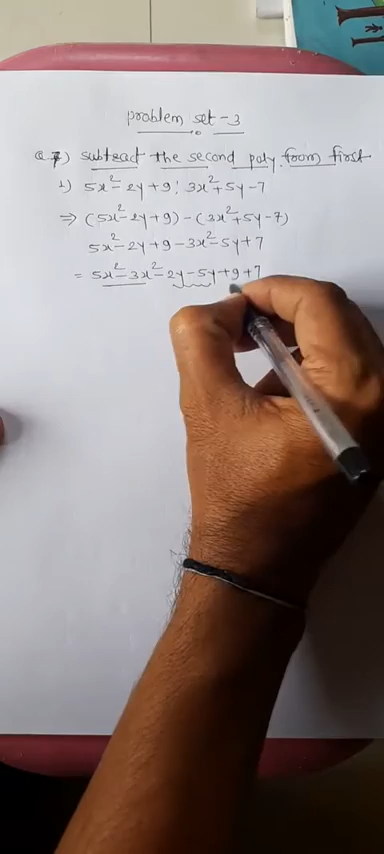 problem set -3
Q 7) subtract the second poly. from first
1) 5x² - 2y + 9 ; 3x² + 5y - 7
⇒ (5x² - 2y + 9) - (3x² + 5y - 7)
5x² - 2y + 9 - 3x² - 5y + 7
= 5x² - 3x² - 2y - 5y + 9 + 7